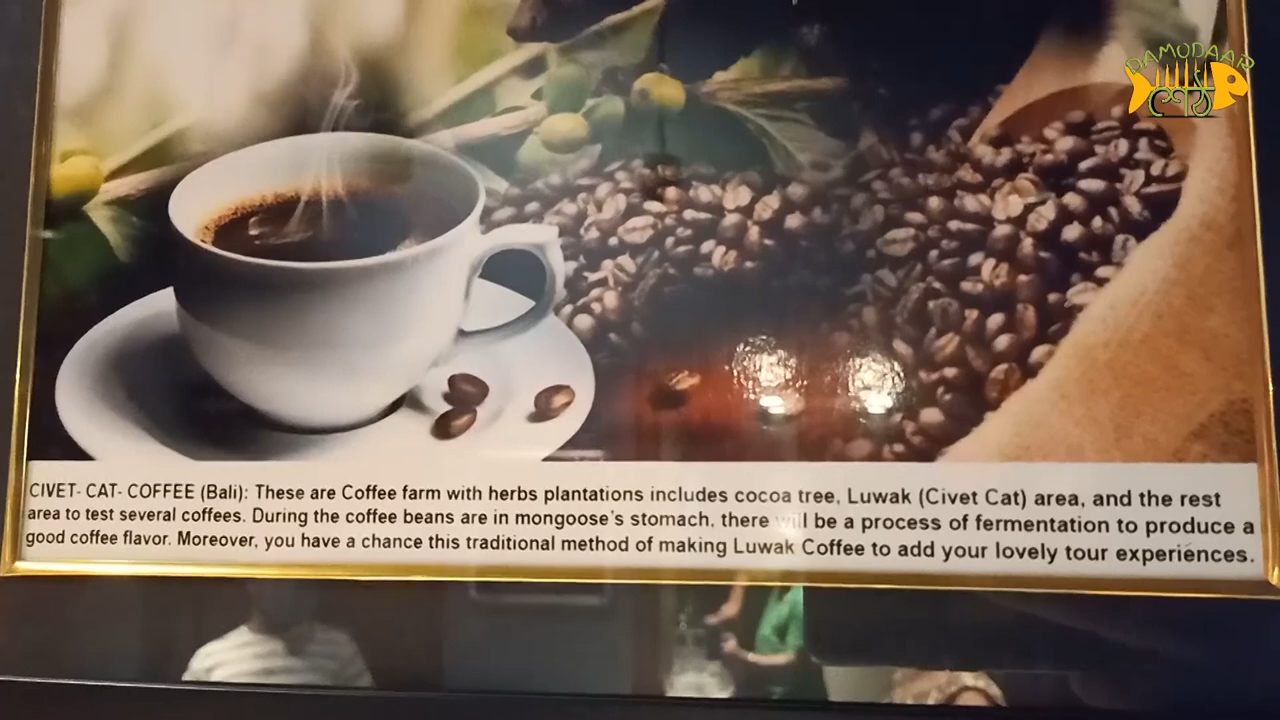 DAMODAAR
CIVET- CAT- COFFEE (Bali): These are Coffee farm with herbs plantations includes cocoa tree, Luwak (Civet Cat) area, and the rest
area to test several coffees. During the coffee beans are in mongoose's stomach, there will be a process of fermentation to produce a
good coffee flavor. Moreover, you have a chance this traditional method of making Luwak Coffee to add your lovely tour experiences.